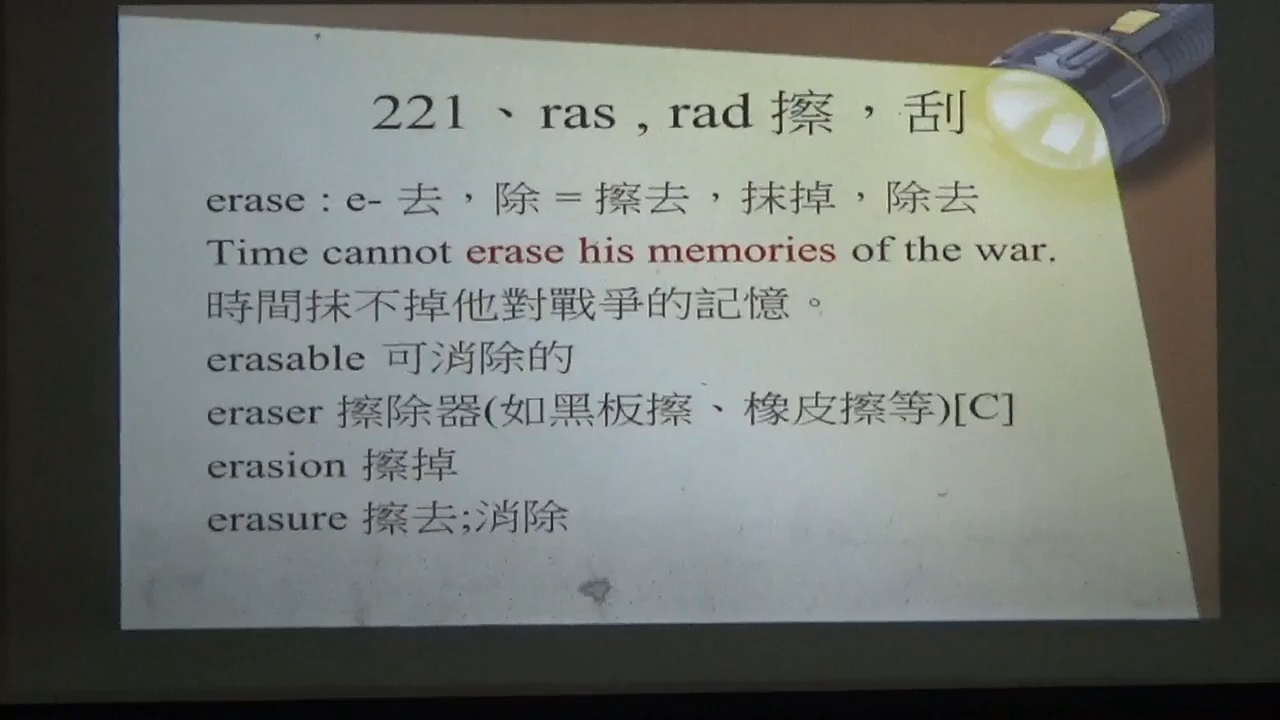 221、ras , rad 擦，刮
erase : e- 去，除 = 擦去，抹掉，除去
Time cannot erase his memories of the war.
時間抹不掉他對戰爭的記憶。
erasable 可消除的
eraser 擦除器(如黑板擦、橡皮擦等)[C]
erasion 擦掉
erasure 擦去;消除